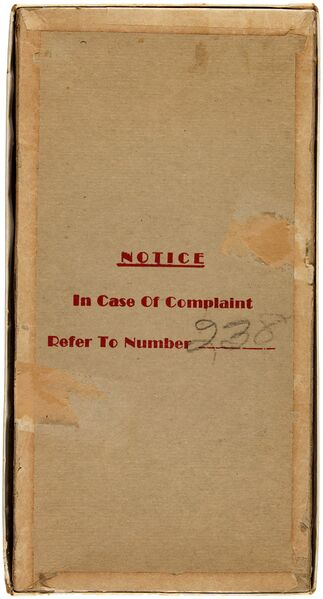 NOTICE
In Case Of Complaint
Refer To Number 238